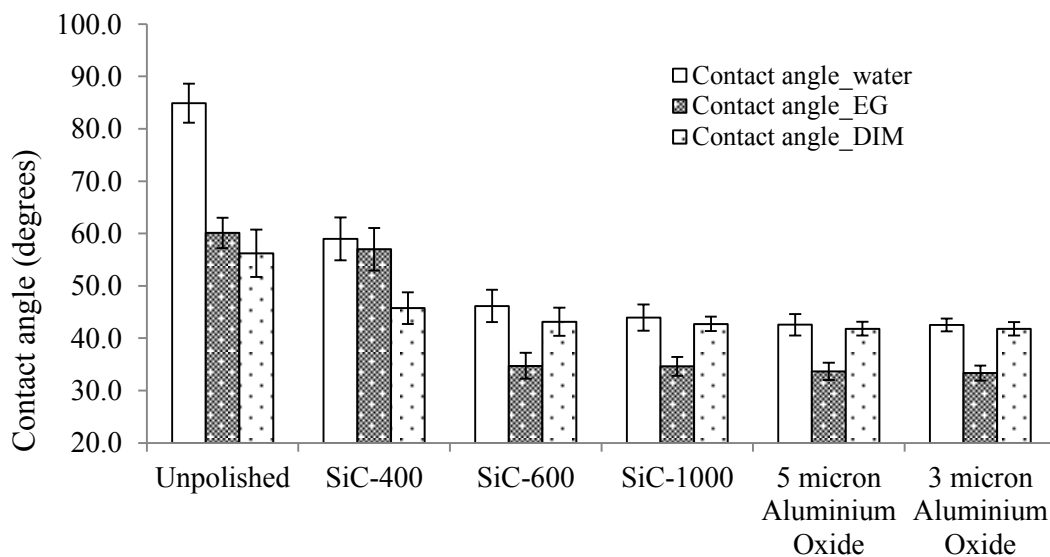 100.0
90.0
80.0
70.0
60.0
50.0
40.0
30.0
20.0
Contact angle (degrees)
Contact angle_water
Contact angle_EG
Contact angle_DIM
Unpolished
SiC-400
SiC-600
SiC-1000
5 micron
Aluminium
Oxide
3 micron
Aluminium
Oxide